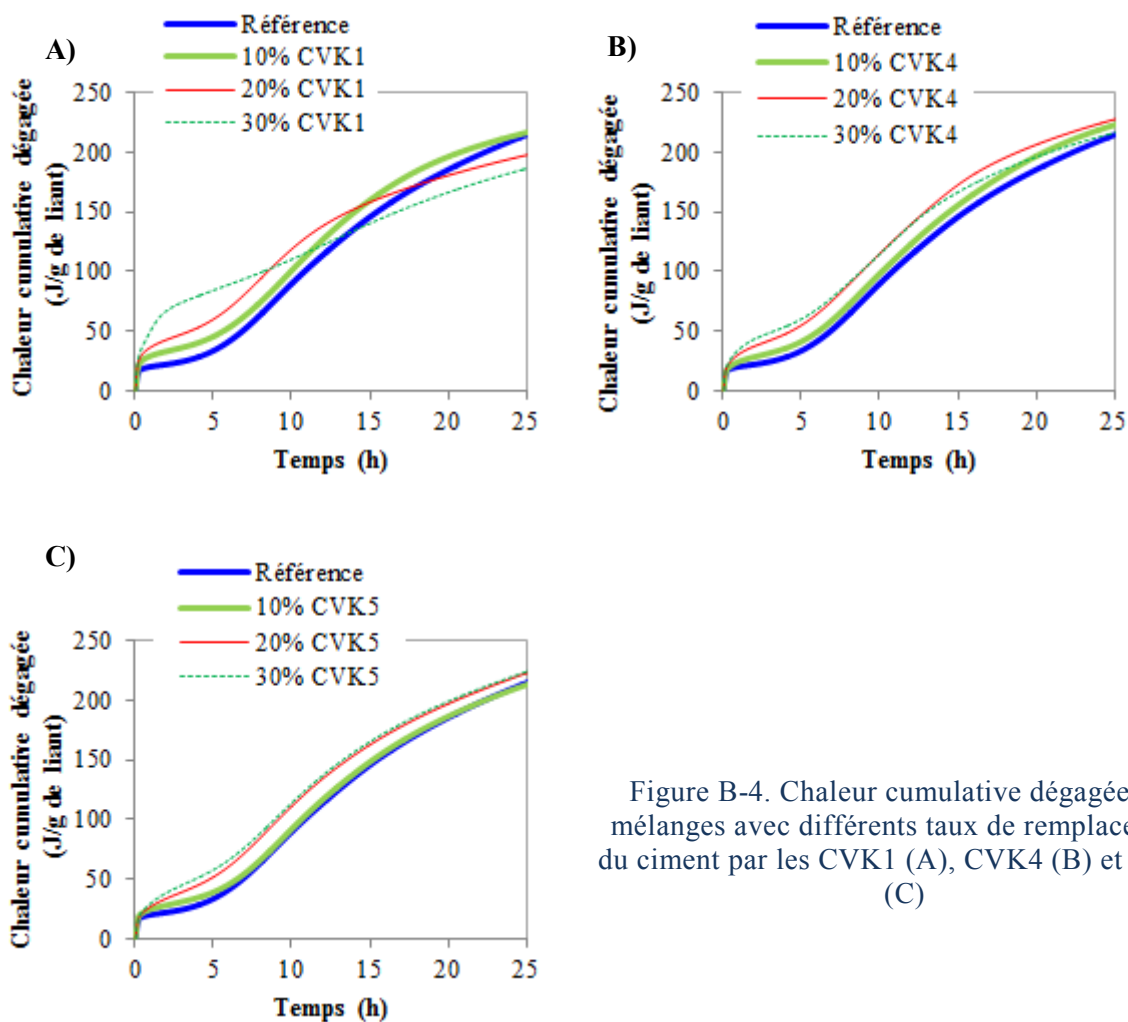 A)
Référence
10% CVK1
20% CVK1
30% CVK1
Chaleur cumulative dégagée
(J/g de liant)
250
200
150
100
50
0
0 5 10 15 20 25
Temps (h)
B)
Référence
10% CVK4
20% CVK4
30% CVK4
Chaleur cumulative dégagée
(J/g de liant)
250
200
150
100
50
0
0 5 10 15 20 25
Temps (h)
C)
Référence
10% CVK5
20% CVK5
30% CVK5
Chaleur cumulative dégagée
(J/g de liant)
250
200
150
100
50
0
0 5 10 15 20 25
Temps (h)
Figure B-4. Chaleur cumulative dégagée
mélanges avec différents taux de remplace
du ciment par les CVK1 (A), CVK4 (B) et
(C)